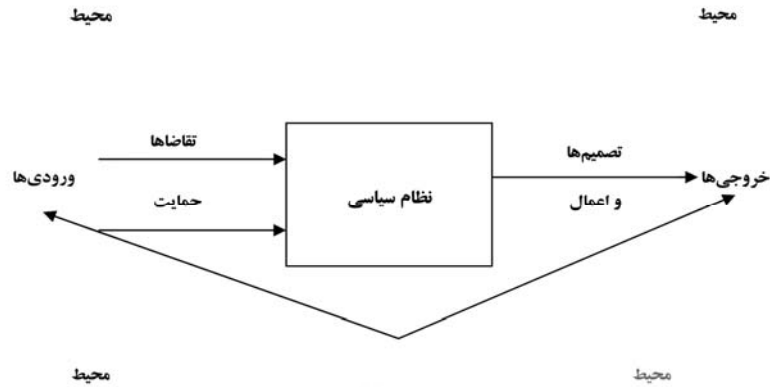 محیط
محیط
تقاضاها
تصمیم‌ها
ورودی‌ها
نظام سیاسی
خروجی‌ها
حمایت
و اعمال
محیط
محیط